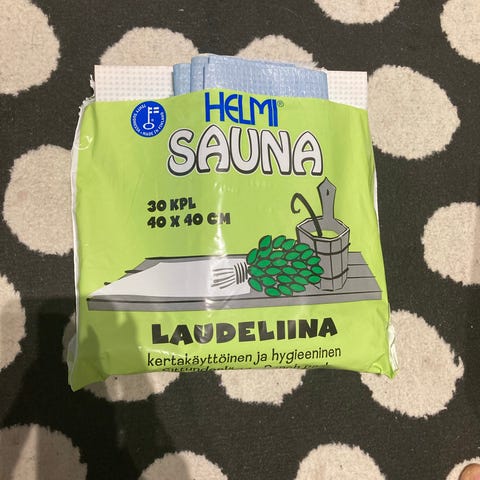 HELMI®
SAUNA
30 KPL
40 X 40 CM
LAUDELIINA
kertakäyttöinen ja hygieeninen